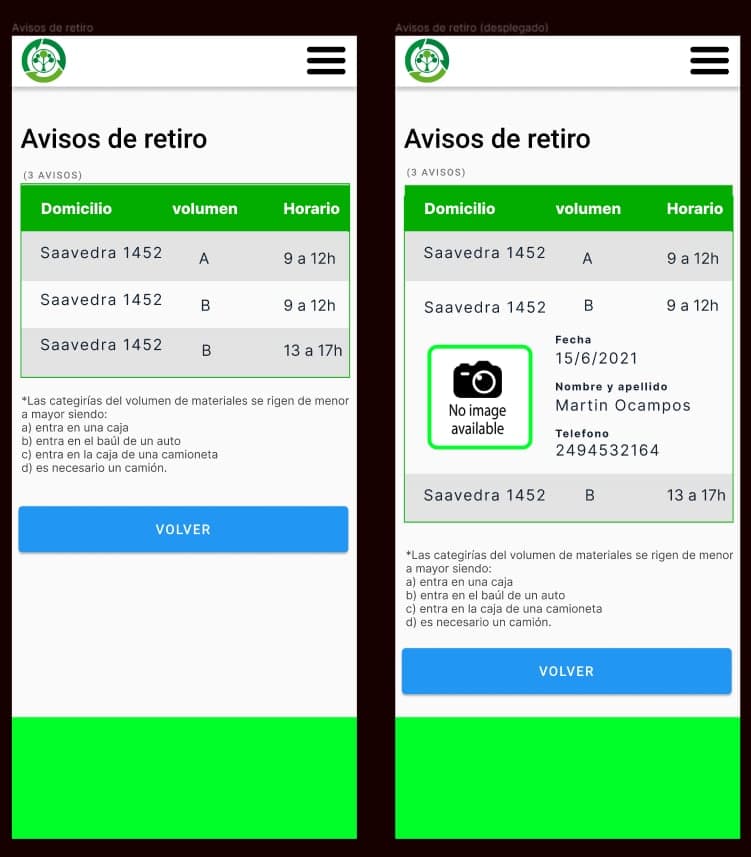 Avisos de retiro
Avisos de retiro
(3 AVISOS)
Domicilio volumen Horario
Saavedra 1452 A 9 a 12h
Saavedra 1452 B 9 a 12h
Saavedra 1452 B 13 a 17h
*Las categirías del volumen de materiales se rigen de menor
a mayor siendo:
a) entra en una caja
b) entra en el baúl de un auto
c) entra en la caja de una camioneta
d) es necesario un camión.
VOLVER
Avisos de retiro (desplegado)
Avisos de retiro
(3 AVISOS)
Domicilio volumen Horario
Saavedra 1452 A 9 a 12h
Saavedra 1452 B 9 a 12h
No image
available
Fecha
15/6/2021
Nombre y apellido
Martin Ocampos
Telefono
2494532164
Saavedra 1452 B 13 a 17h
*Las categirías del volumen de materiales se rigen de menor
a mayor siendo:
a) entra en una caja
b) entra en el baúl de un auto
c) entra en la caja de una camioneta
d) es necesario un camión.
VOLVER